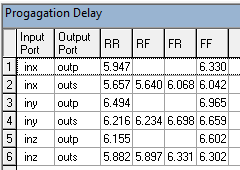 Progagation Delay
Input Port Output Port RR RF FR FF
1 inx outp 5.947 6.330
2 inx outs 5.657 5.640 6.068 6.042
3 iny outp 6.494 6.965
4 iny outs 6.216 6.234 6.698 6.659
5 inz outp 6.155 6.602
6 inz outs 5.882 5.897 6.331 6.302